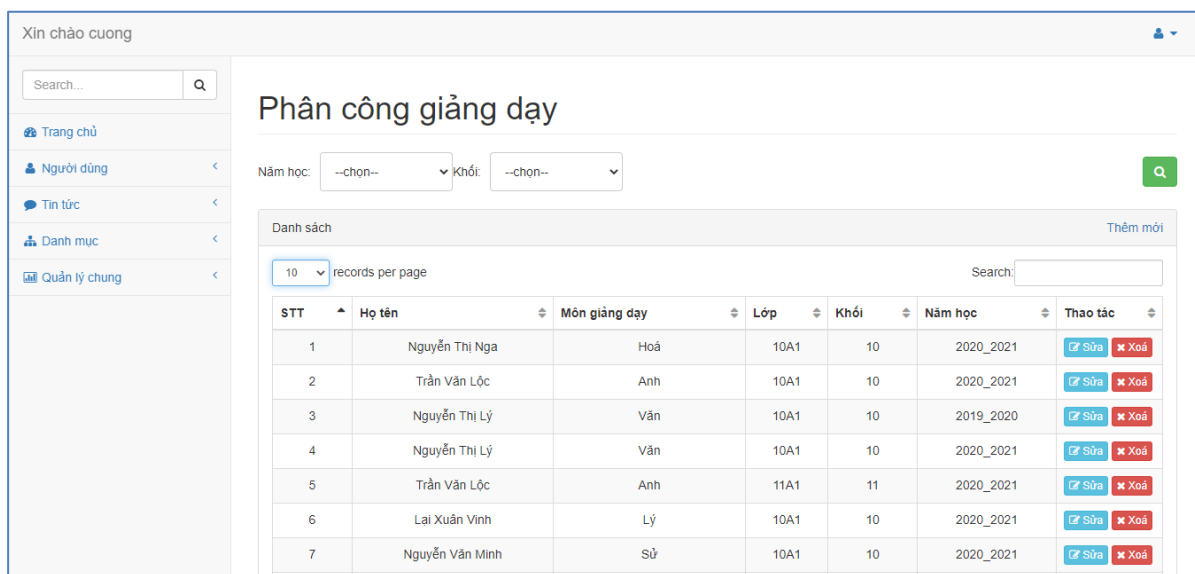 Xin chào cuong
Search...
Trang chủ
Người dùng
Tin tức
Danh mục
Quản lý chung
Phân công giảng dạy
Năm học: --chọn-- Khối: --chọn--
Danh sách Thêm mới
10 records per page Search:
STT Họ tên Môn giảng dạy Lớp Khối Năm học Thao tác
1 Nguyễn Thị Nga Hoá 10A1 10 2020_2021 Sửa Xoá
2 Trần Văn Lộc Anh 10A1 10 2020_2021 Sửa Xoá
3 Nguyễn Thị Lý Văn 10A1 10 2019_2020 Sửa Xoá
4 Nguyễn Thị Lý Văn 10A1 10 2020_2021 Sửa Xoá
5 Trần Văn Lộc Anh 11A1 11 2020_2021 Sửa Xoá
6 Lại Xuân Vinh Lý 10A1 10 2020_2021 Sửa Xoá
7 Nguyễn Văn Minh Sử 10A1 10 2020_2021 Sửa Xoá